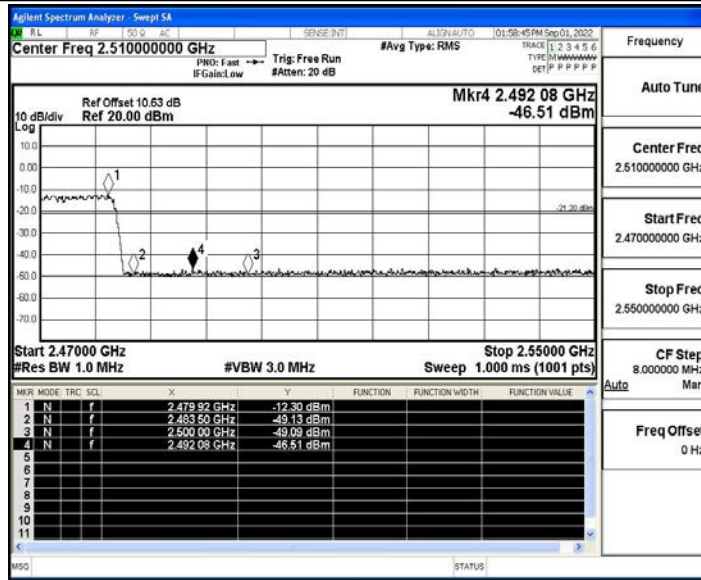 Agilent Spectrum Analyzer - Swept SA
RL RF 50 Ω AC SENSE:INT ALIGNAUTO 01:58:45 PM Sep 01, 2022
Center Freq 2.510000000 GHz #Avg Type: RMS TRACE 1 2 3 4 5 6
PNO: Fast Trig: Free Run TYPE MWWWWW
IFGain:Low #Atten: 20 dB DET P P P P P P
Frequency
Auto Tune
Mkr4 2.492 08 GHz
Ref Offset 10.63 dB
10 dB/div Ref 20.00 dBm -46.51 dBm
Log
10.0
0.00
-10.0
-20.0
-30.0
-40.0
-50.0
-60.0
-70.0
1
2
4
3
-21.20 dBm
Start 2.47000 GHz Stop 2.55000 GHz
#Res BW 1.0 MHz #VBW 3.0 MHz Sweep 1.000 ms (1001 pts)
Center Freq
2.510000000 GHz
Start Freq
2.470000000 GHz
Stop Freq
2.550000000 GHz
CF Step
8.000000 MHz
Auto Man
Freq Offset
0 Hz
MKR MODE TRC SCL X Y FUNCTION FUNCTION WIDTH FUNCTION VALUE
1 N f 2.479 92 GHz -12.30 dBm
2 N f 2.483 50 GHz -49.13 dBm
3 N f 2.500 00 GHz -49.09 dBm
4 N f 2.492 08 GHz -46.51 dBm
5
6
7
8
9
10
11
MSG STATUS